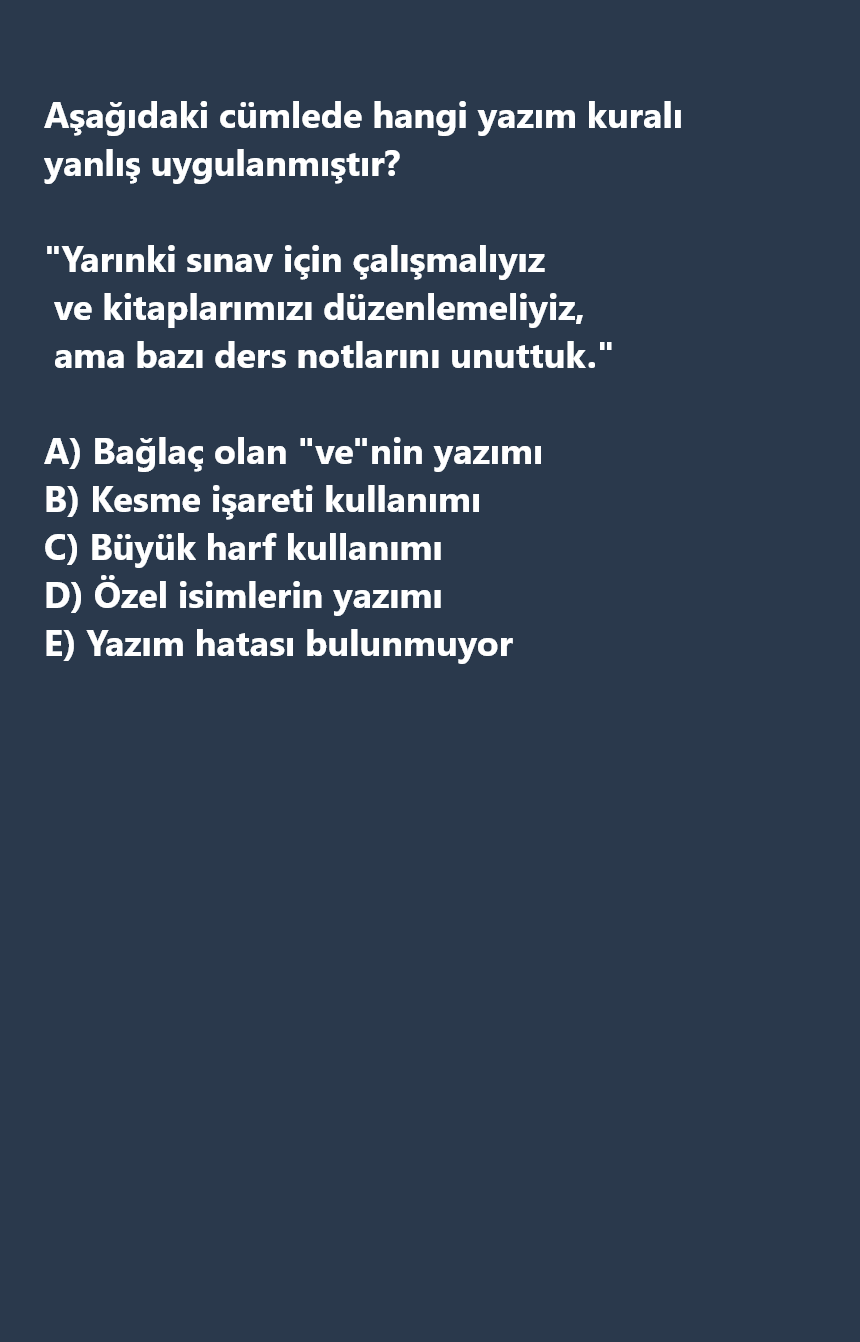 Aşağıdaki cümlede hangi yazım kuralı
yanlış uygulanmıştır?
"Yarınki sınav için çalışmalıyız
ve kitaplarımızı düzenlemeliyiz,
ama bazı ders notlarını unuttuk."
A) Bağlaç olan "ve"nin yazımı
B) Kesme işareti kullanımı
C) Büyük harf kullanımı
D) Özel isimlerin yazımı
E) Yazım hatası bulunmuyor